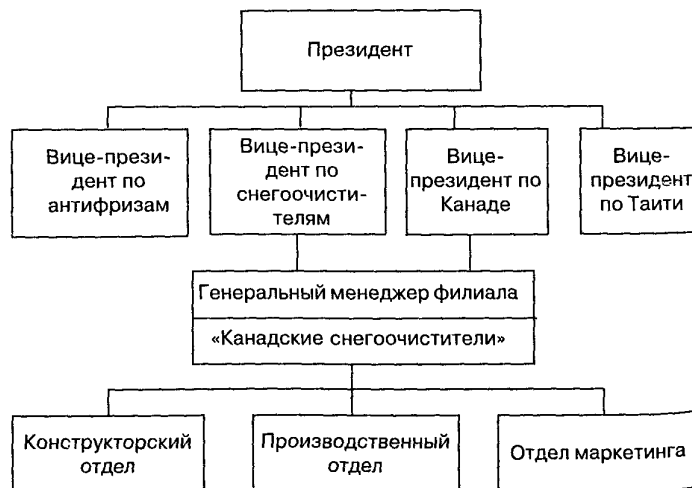 Президент
Вице-прези-
дент по
антифризам
Вице-прези-
дент по
снегоочисти-
телям
Вице-
президент по
Канаде
Вице-
президент
по Таити
Генеральный менеджер филиала
«Канадские снегоочистители»
Конструкторский
отдел
Производственный
отдел
Отдел маркетинга